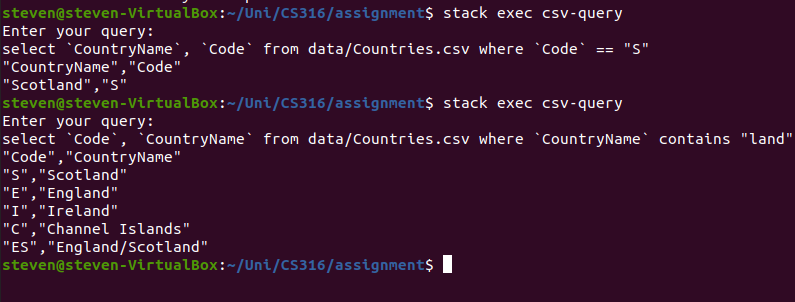 steven@steven-VirtualBox:~/Uni/CS316/assignment$ stack exec csv-query
Enter your query:
select `CountryName`, `Code` from data/Countries.csv where `Code` == "S"
"CountryName","Code"
"Scotland","S"
steven@steven-VirtualBox:~/Uni/CS316/assignment$ stack exec csv-query
Enter your query:
select `Code`, `CountryName` from data/Countries.csv where `CountryName` contains "land"
"Code","CountryName"
"S","Scotland"
"E","England"
"I","Ireland"
"C","Channel Islands"
"ES","England/Scotland"
steven@steven-VirtualBox:~/Uni/CS316/assignment$